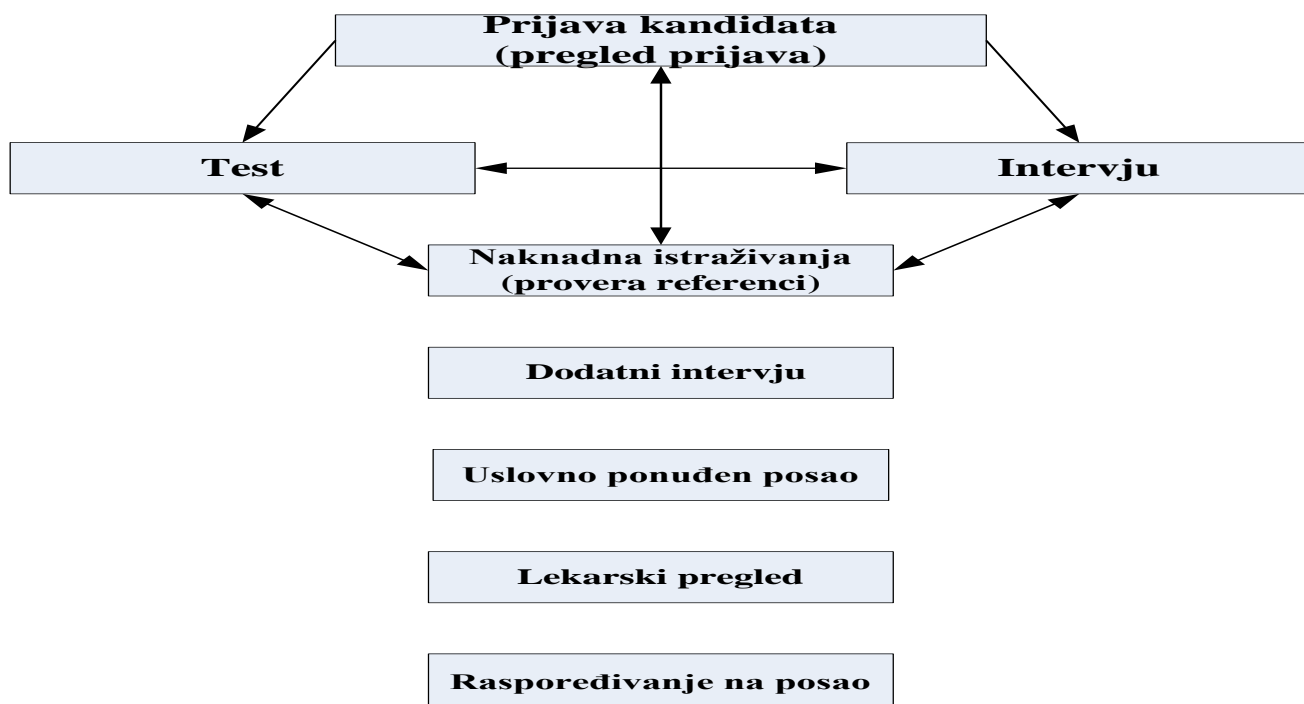 Prijava kandidata
(pregled prijava)
Test
Intervju
Naknadna istraživanja
(provera referenci)
Dodatni intervju
Uslovno ponuđen posao
Lekarski pregled
Raspoređivanje na posao